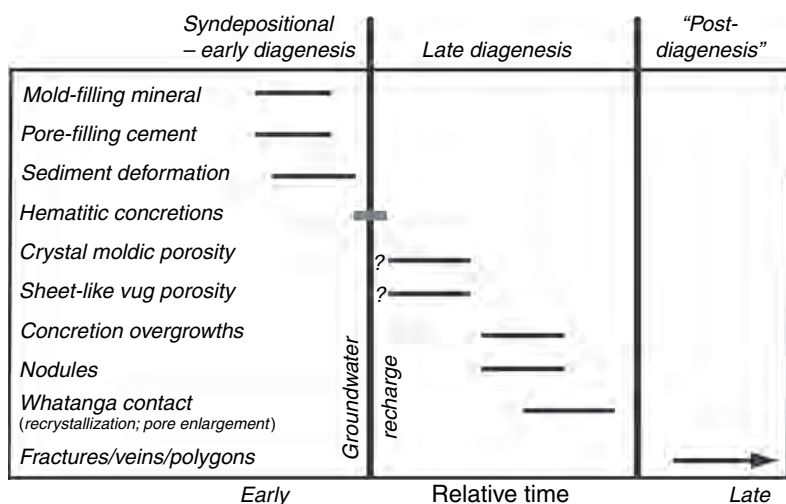 Syndepositional
– early diagenesis
Late diagenesis
“Post-
diagenesis”
Mold-filling mineral
Pore-filling cement
Sediment deformation
Hematitic concretions
Crystal moldic porosity
?
Sheet-like vug porosity
?
Concretion overgrowths
Nodules
Whatanga contact
(recrystallization; pore enlargement)
Fractures/veins/polygons
Groundwater
recharge
Early
Relative time
Late